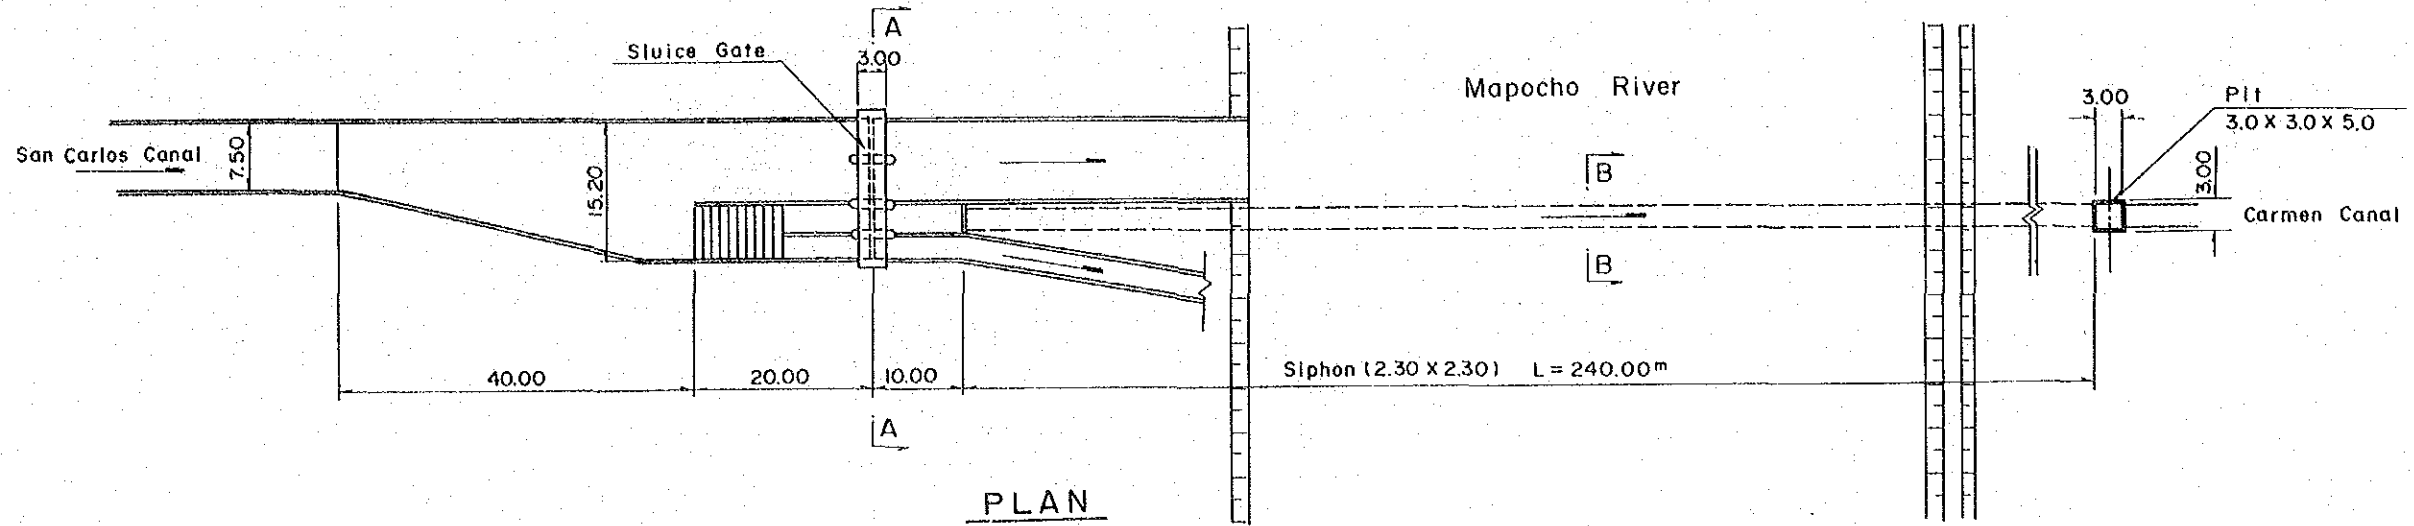 A
Sluice Gate
3.00
Mapocho River
3.00
Pit
3.0 X 3.0 X 5.0
San Carlos Canal
7.50
15.20
B
3.00
Carmen Canal
B
40.00
20.00
10.00
Siphon (2.30 X 2.30) L = 240.00m
A
PLAN